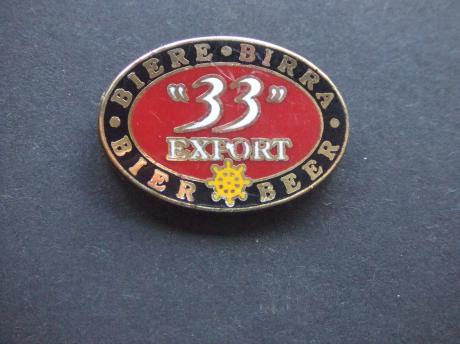 • BIERE • BIRRA •
"33"
EXPORT
BIER BEER